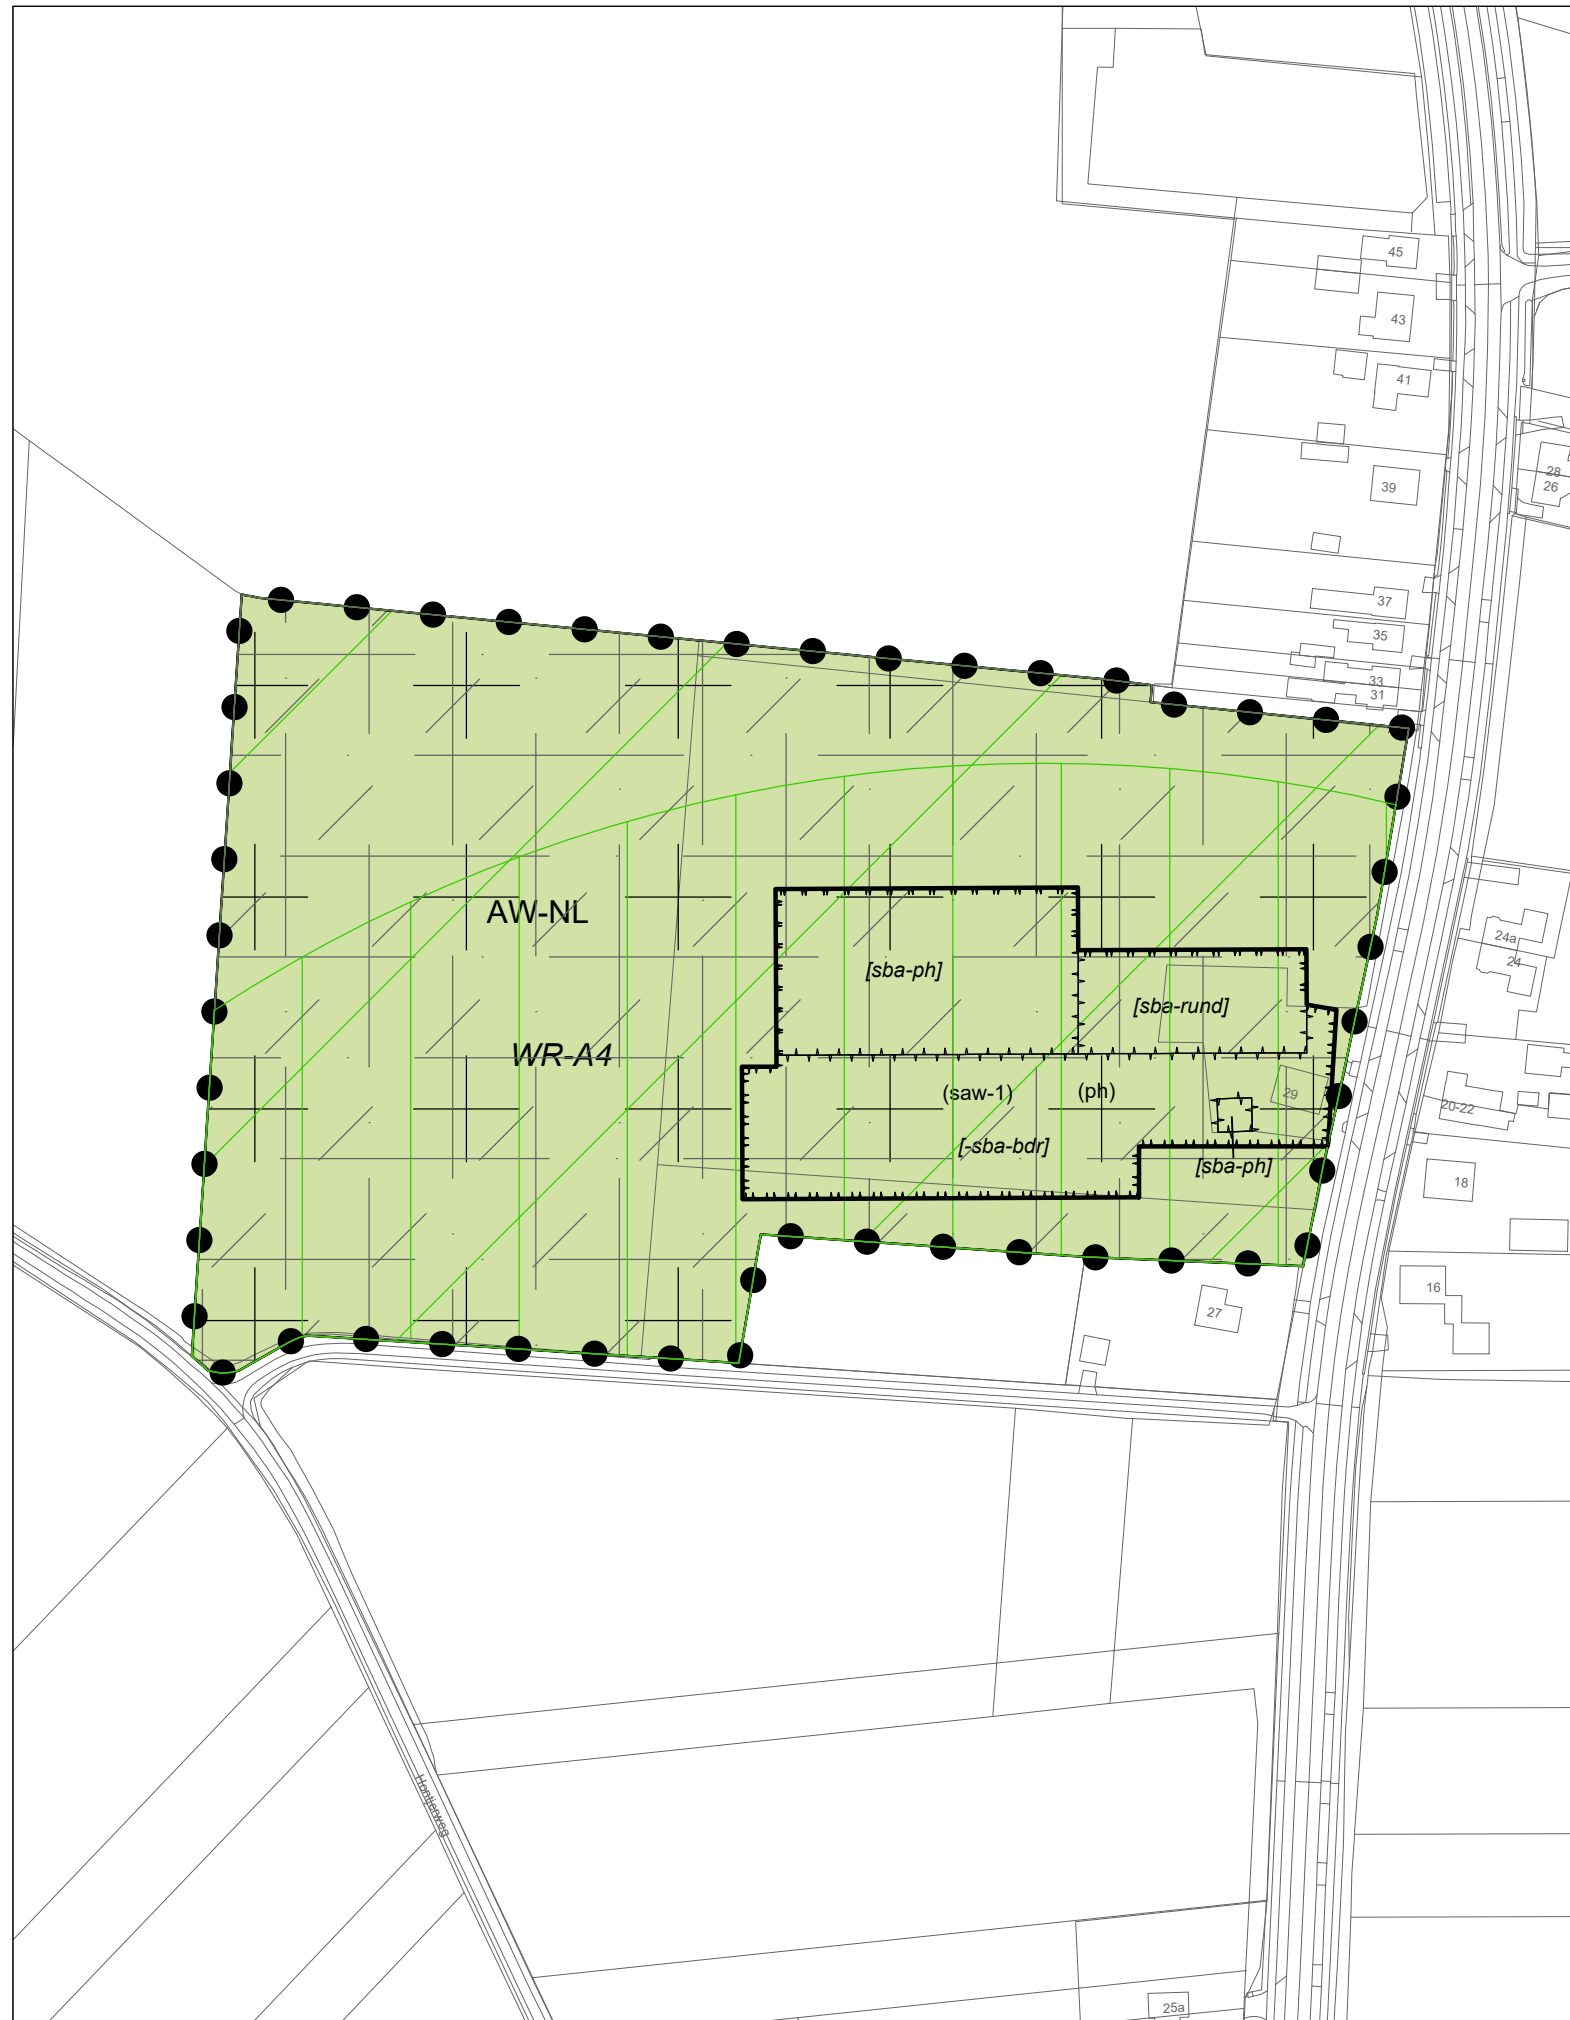 45
43
41
28
39
26
37
35
33
31
AW-NL
24a
24
[sba-ph]
[sba-rund]
WR-A4
(saw-1)
(ph)
29
20-22
[-sba-bdr]
[sba-ph]
18
16
27
Hontjerweg
25a